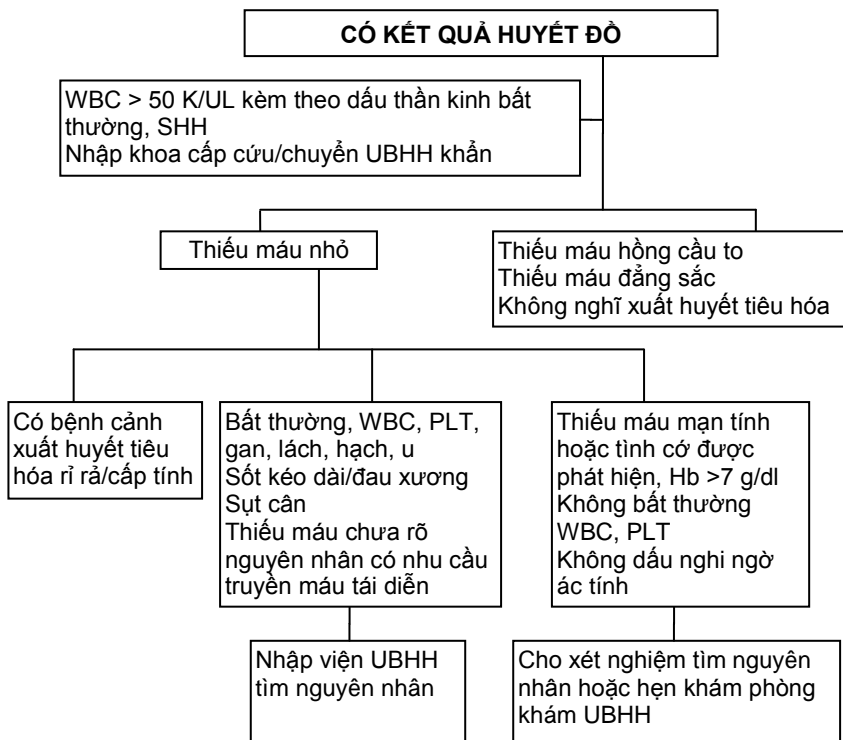 CÓ KẾT QUẢ HUYẾT ĐỒ
WBC > 50 K/UL kèm theo dấu thần kinh bất
thường, SHH
Nhập khoa cấp cứu/chuyển UBHH khẩn
Thiếu máu nhỏ
Thiếu máu hồng cầu to
Thiếu máu đẳng sắc
Không nghĩ xuất huyết tiêu hóa
Có bệnh cảnh
xuất huyết tiêu
hóa rỉ rả/cấp tính
Bất thường, WBC, PLT,
gan, lách, hạch, u
Sốt kéo dài/đau xương
Sụt cân
Thiếu máu chưa rõ
nguyên nhân có nhu cầu
truyền máu tái diễn
Thiếu máu mạn tính
hoặc tình cờ được
phát hiện, Hb >7 g/dl
Không bất thường
WBC, PLT
Không dấu nghi ngờ
ác tính
Nhập viện UBHH
tìm nguyên nhân
Cho xét nghiệm tìm nguyên
nhân hoặc hẹn khám phòng
khám UBHH